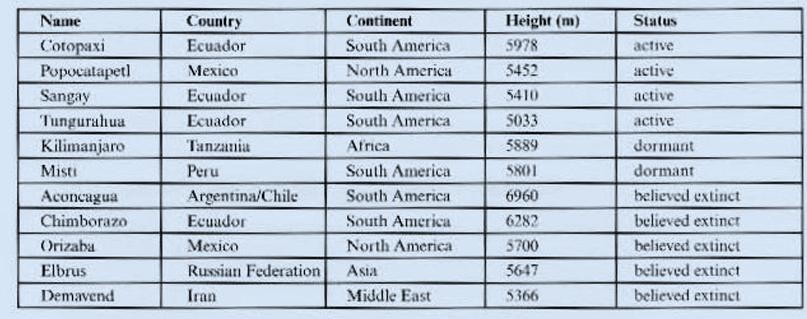 Name Country Continent Height (m) Status
Cotopaxi Ecuador South America 5978 active
Popocatapetl Mexico North America 5452 active
Sangay Ecuador South America 5410 active
Tungurahua Ecuador South America 5033 active
Kilimanjaro Tanzania Africa 5889 dormant
Misti Peru South America 5801 dormant
Aconcagua Argentina/Chile South America 6960 believed extinct
Chimborazo Ecuador South America 6282 believed extinct
Orizaba Mexico North America 5700 believed extinct
Elbrus Russian Federation Asia 5647 believed extinct
Demavend Iran Middle East 5366 believed extinct